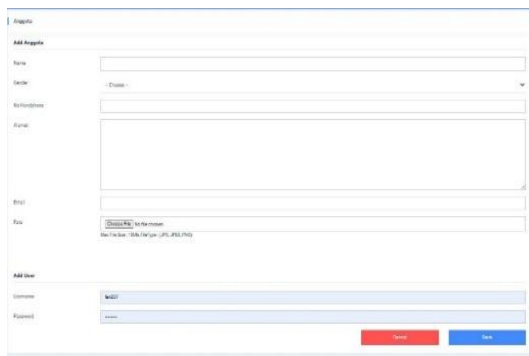 Anggota
Add Anggota
Nama
Gender
- Choose -
No Handphone
Alamat
Email
Foto
Choose File No file chosen
Add User
Username
Password
Cancel
Save